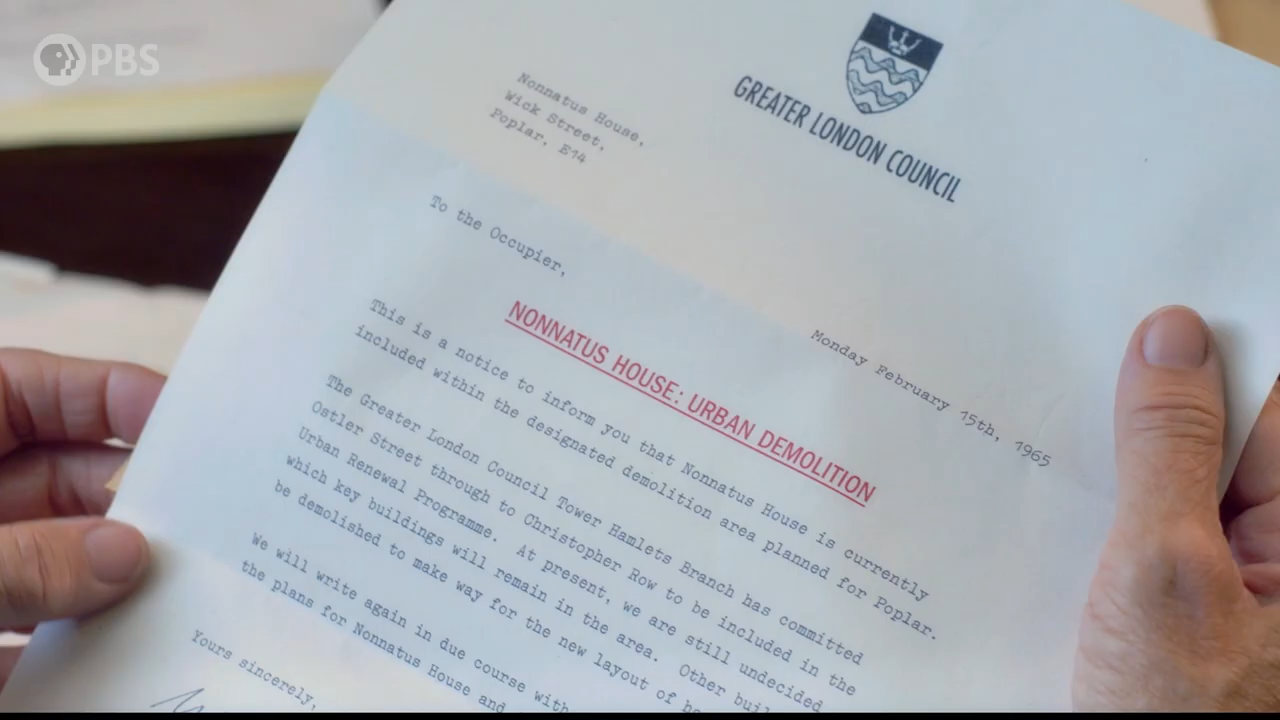 PBS
GREATER LONDON COUNCIL
Nonnatus House,
Wick Street,
Poplar, E14
To the Occupier,
Monday February 15th, 1965
NONNATUS HOUSE: URBAN DEMOLITION
This is a notice to inform you that Nonnatus House is currently
included within the designated demolition area planned for Poplar.
The Greater London Council Tower Hamlets Branch has committed
Ostler Street through to Christopher Row to be included in the
Urban Renewal Programme. At present, we are still undecided
which key buildings will remain in the area. Other
be demolished to make way for the new layout of
We will write again in due course with
the plans for Nonnatus House and
Yours sincerely,